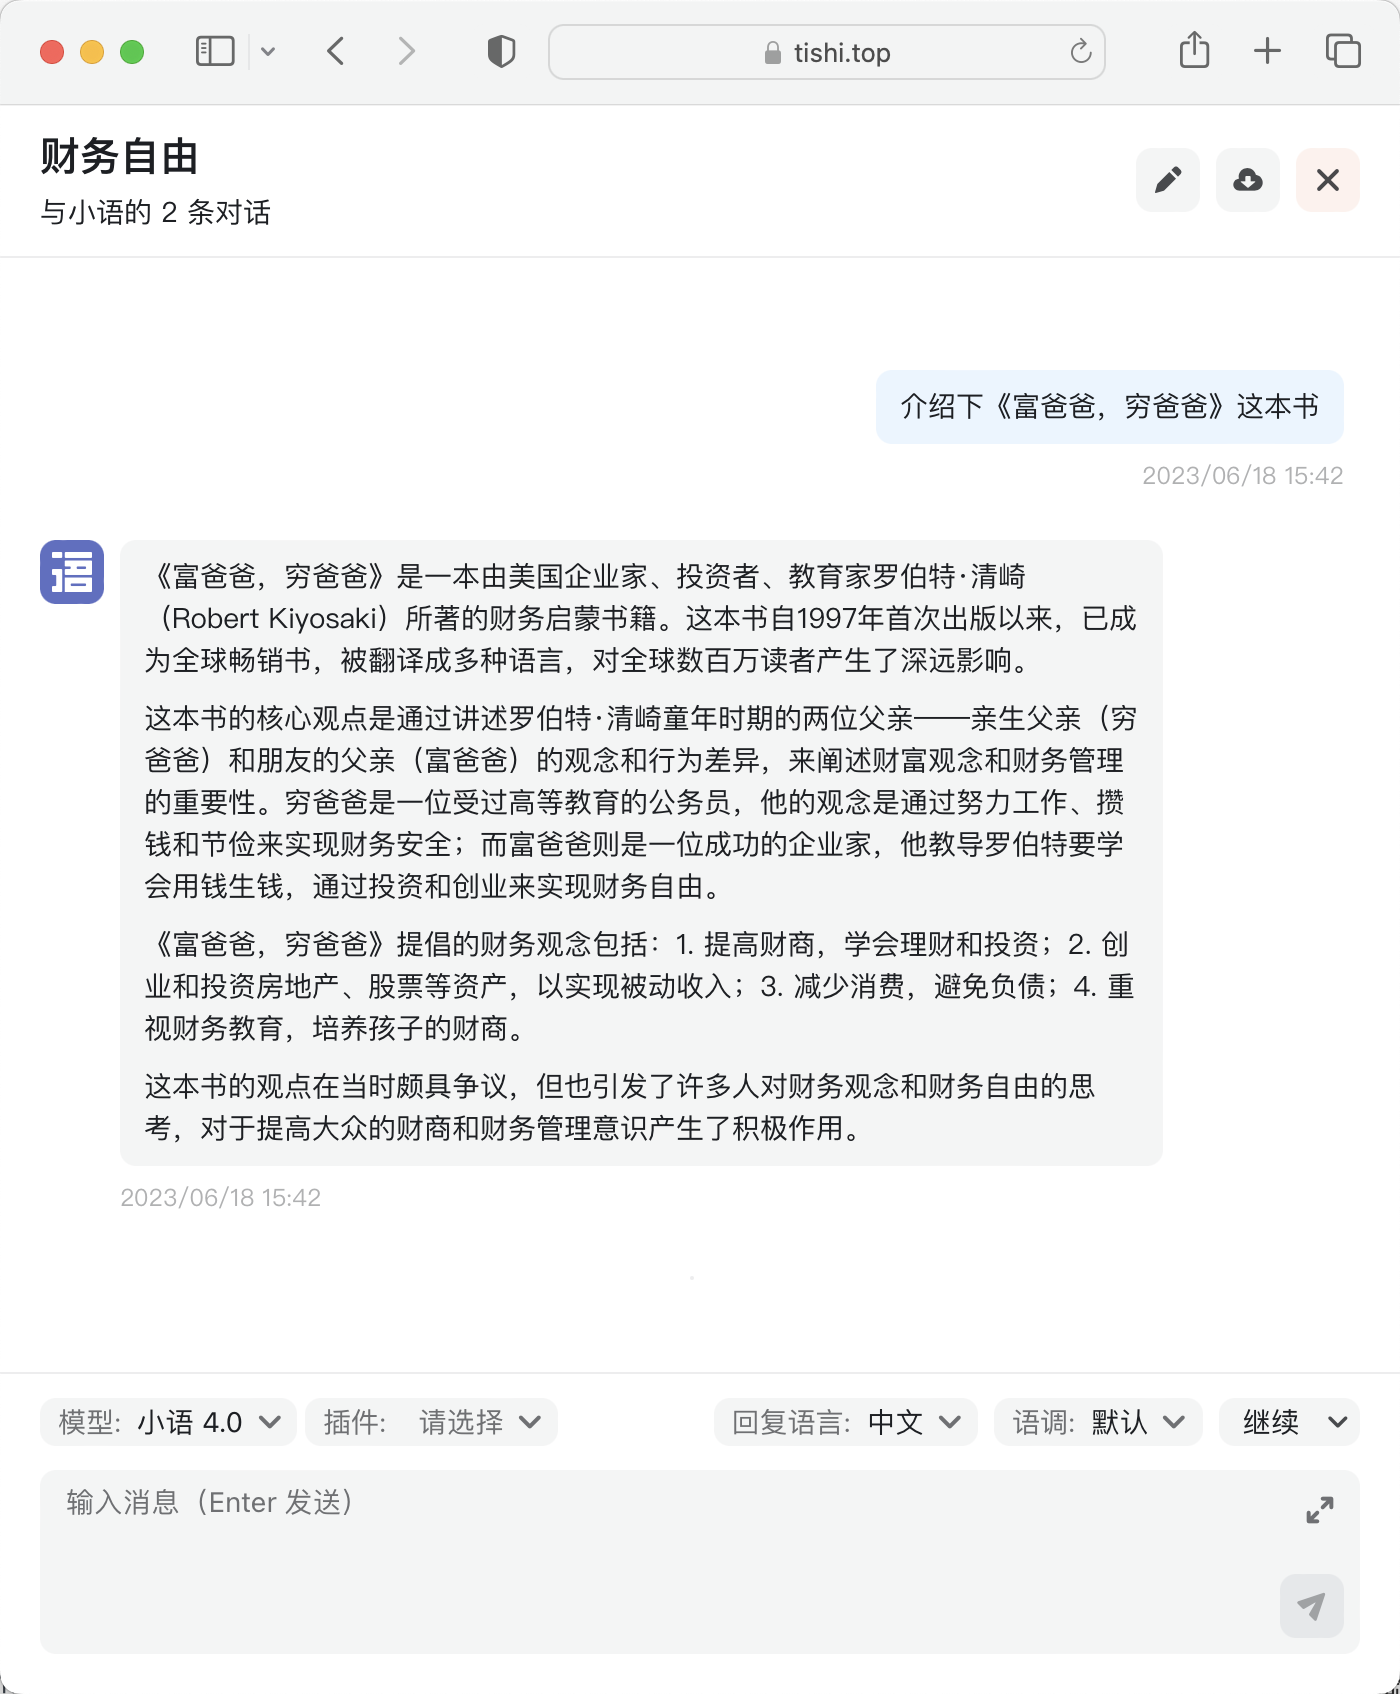 tishi.top
财务自由
与小语的 2 条对话
介绍下《富爸爸，穷爸爸》这本书
2023/06/18 15:42
语
《富爸爸，穷爸爸》是一本由美国企业家、投资者、教育家罗伯特·清崎
（Robert Kiyosaki）所著的财务启蒙书籍。这本书自1997年首次出版以来，已成
为全球畅销书，被翻译成多种语言，对全球数百万读者产生了深远影响。
这本书的核心观点是通过讲述罗伯特·清崎童年时期的两位父亲——亲生父亲（穷
爸爸）和朋友的父亲（富爸爸）的观念和行为差异，来阐述财富观念和财务管理
的重要性。穷爸爸是一位受过高等教育的公务员，他的观念是通过努力工作、攒
钱和节俭来实现财务安全；而富爸爸则是一位成功的企业家，他教导罗伯特要学
会用钱生钱，通过投资和创业来实现财务自由。
《富爸爸，穷爸爸》提倡的财务观念包括：1. 提高财商，学会理财和投资；2. 创
业和投资房地产、股票等资产，以实现被动收入；3. 减少消费，避免负债；4. 重
视财务教育，培养孩子的财商。
这本书的观点在当时颇具争议，但也引发了许多人对财务观念和财务自由的思
考，对于提高大众的财商和财务管理意识产生了积极作用。
2023/06/18 15:42
模型: 小语 4.0 插件: 请选择 回复语言: 中文 语调: 默认 继续
输入消息（Enter 发送）